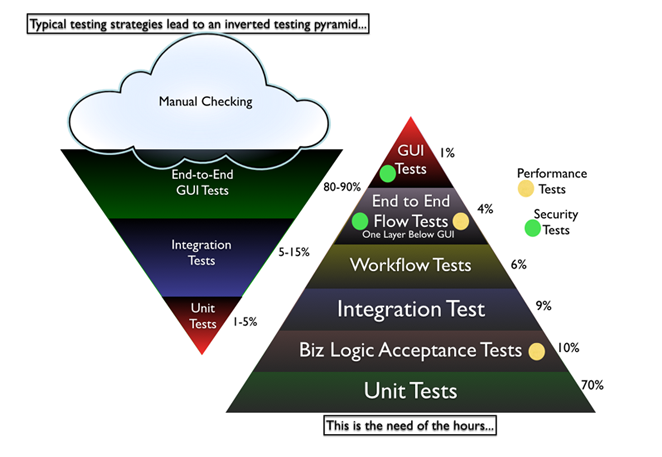 Typical testing strategies lead to an inverted testing pyramid...
Manual Checking
End-to-End
GUI Tests
80-90%
Integration
Tests
5-15%
Unit
Tests
1-5%
GUI
Tests
1%
End to End
Flow Tests
One Layer Below GUI
4%
Workflow Tests
6%
Integration Test
9%
Biz Logic Acceptance Tests
10%
Unit Tests
70%
Performance
Tests
Security
Tests
This is the need of the hours...